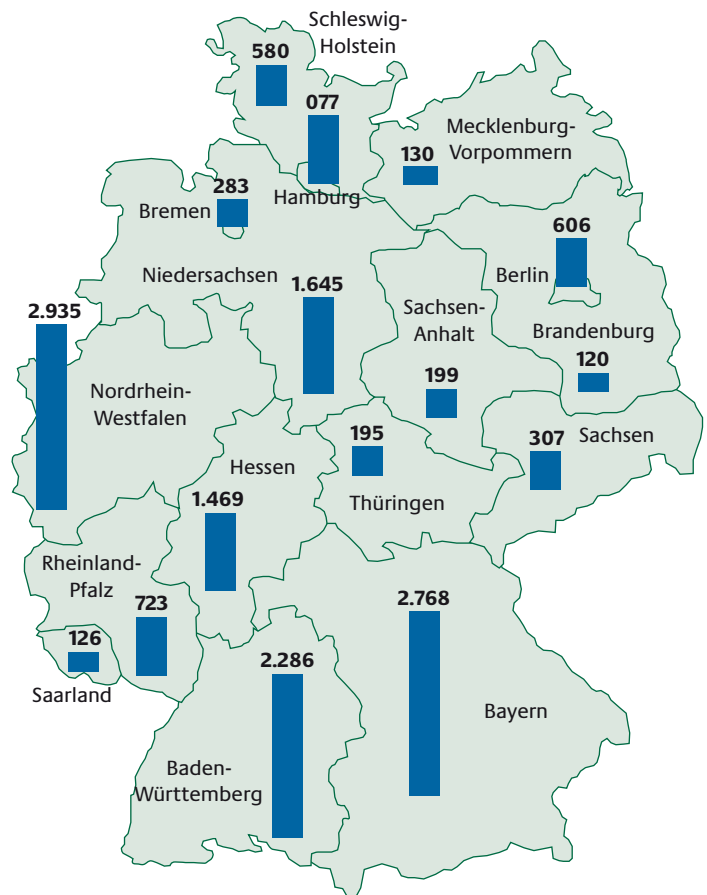 Schleswig-
Holstein
580
077
Mecklenburg-
Vorpommern
130
283
Hamburg
Bremen
606
Niedersachsen
1.645
Berlin
2.935
Sachsen-
Anhalt
Brandenburg
199
120
Nordrhein-
Westfalen
195
307
Sachsen
Hessen
Thüringen
1.469
Rheinland-
Pfalz
723
2.768
126
Saarland
2.286
Bayern
Baden-
Württemberg